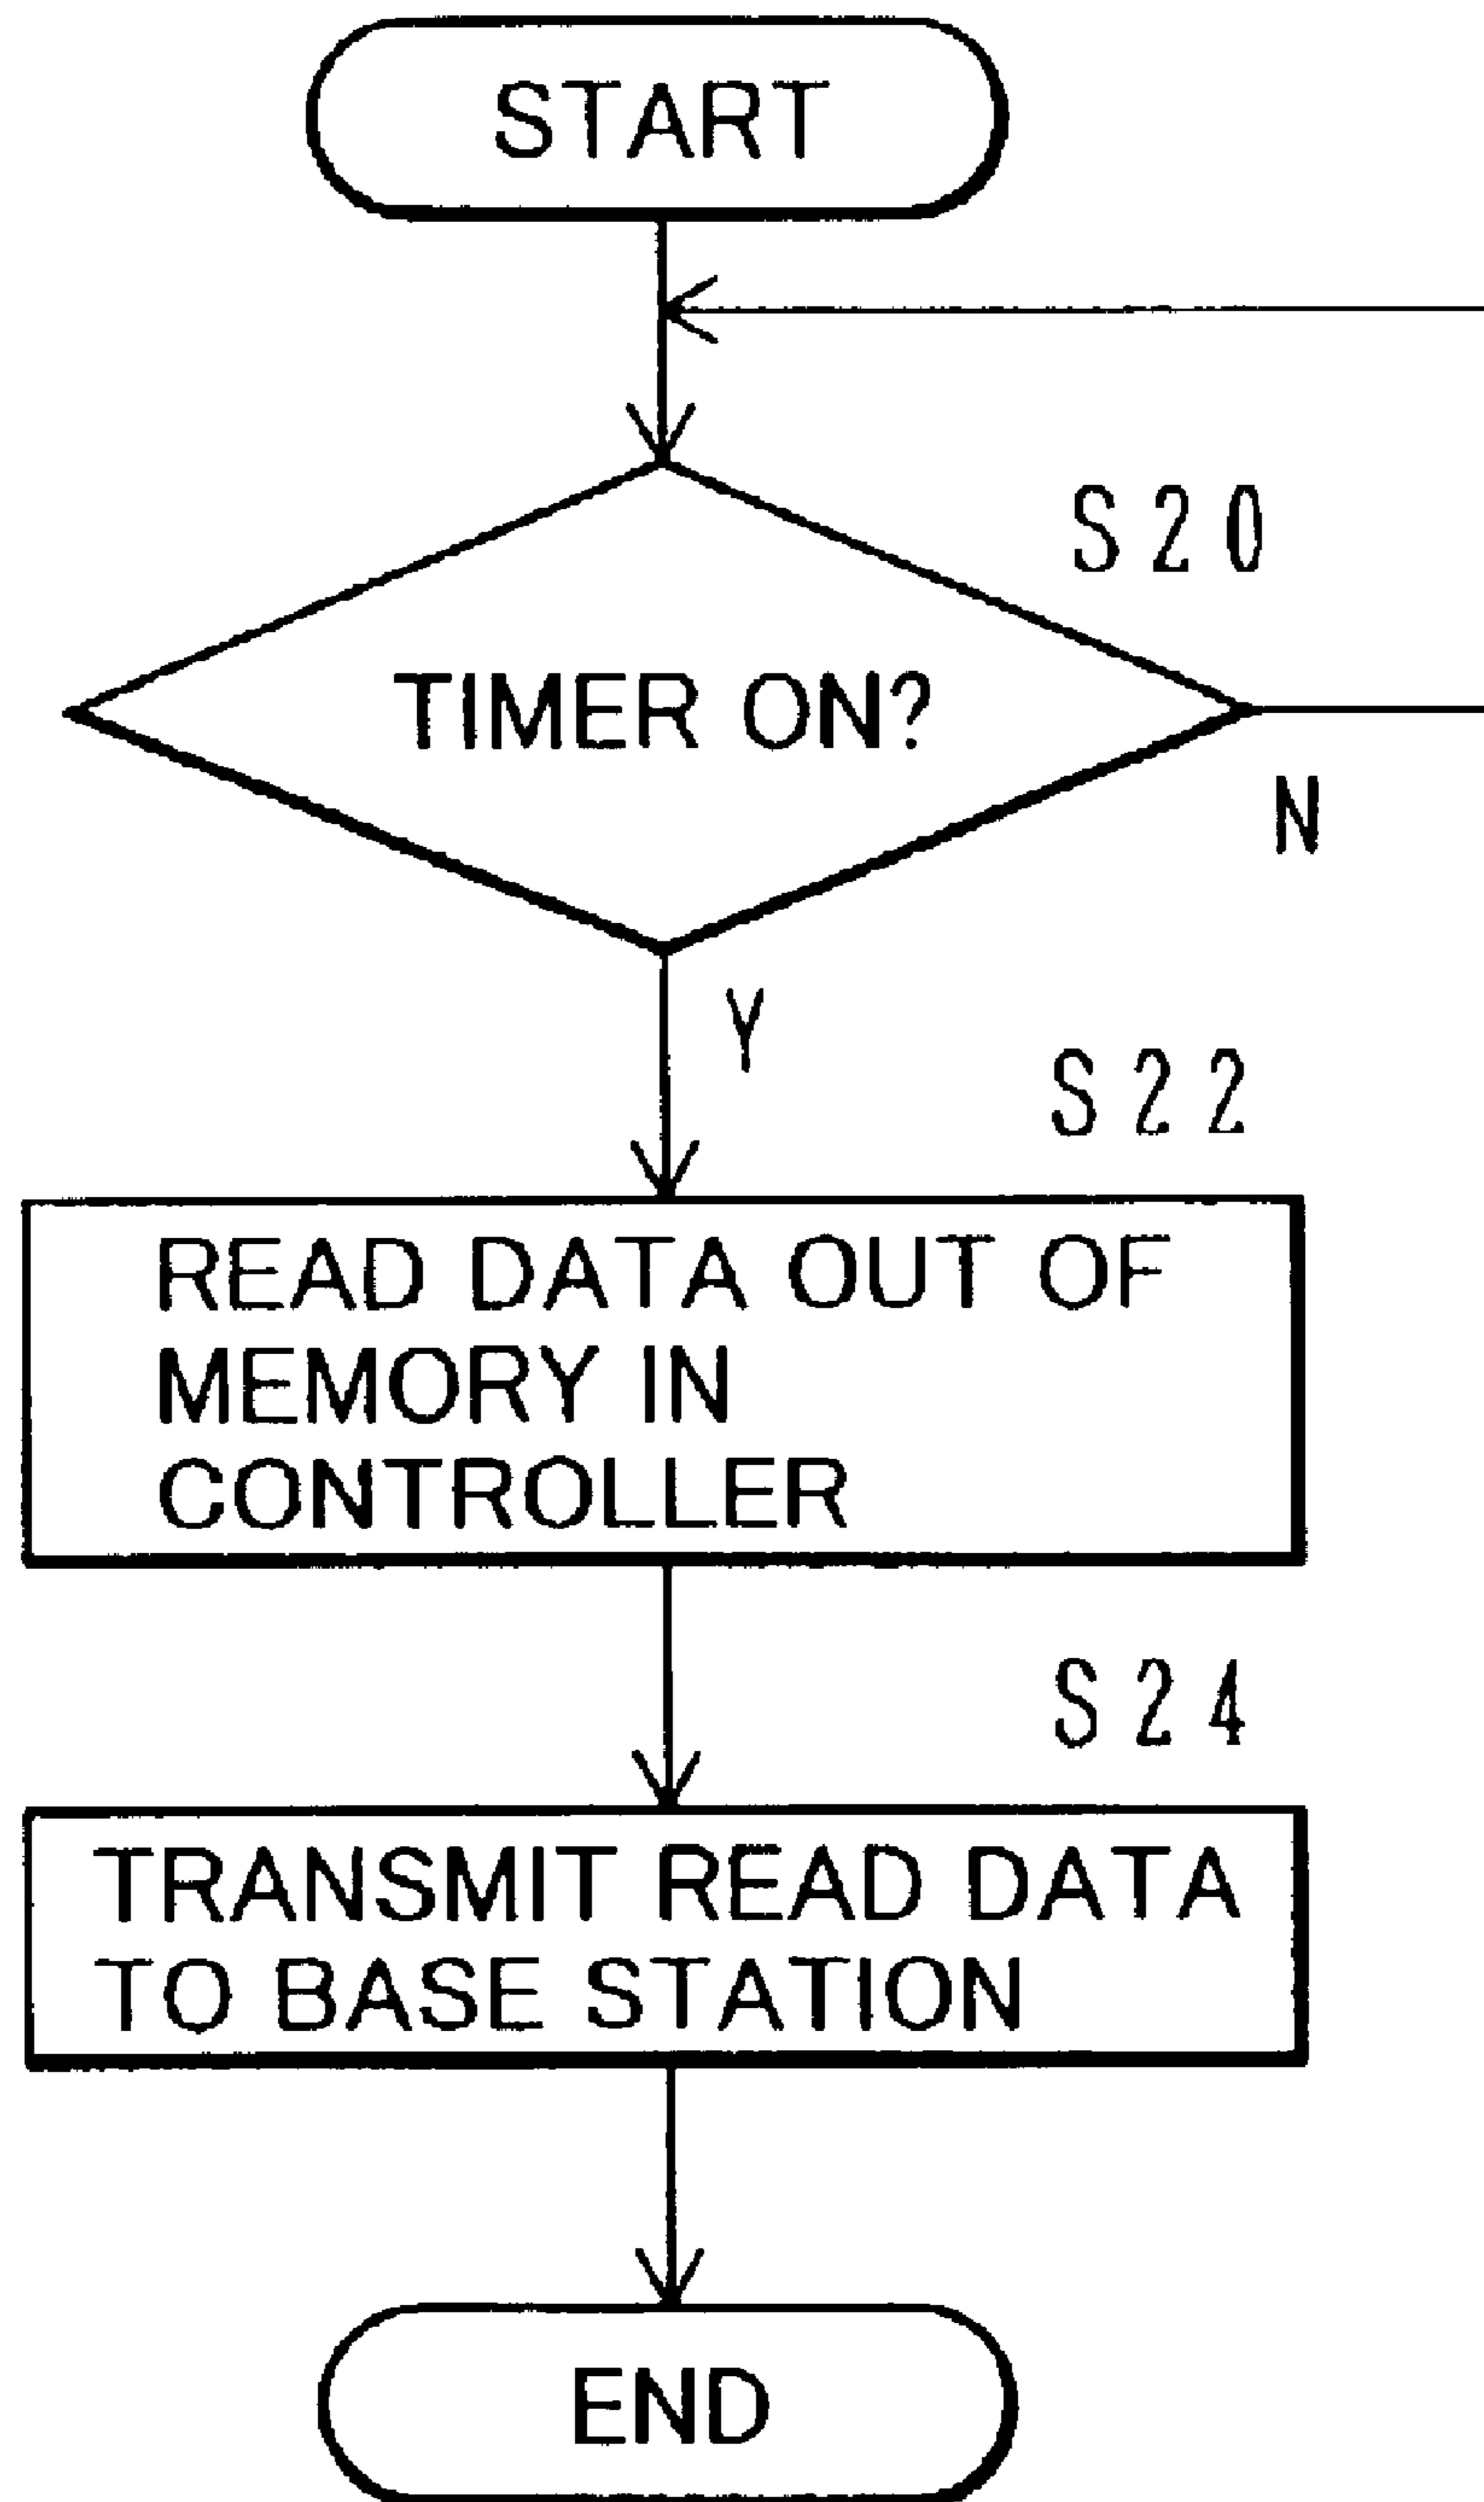 START
S20
TIMER ON?
N
Y
S22
READ DATA OUT OF
MEMORY IN
CONTROLLER
S24
TRANSMIT READ DATA
TO BASE STATION
END